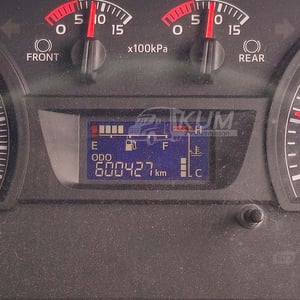 0 5 10 15 0 5 10 15
x100kPa
FRONT REAR
KUM
H
E F
ODO
600427 km
C